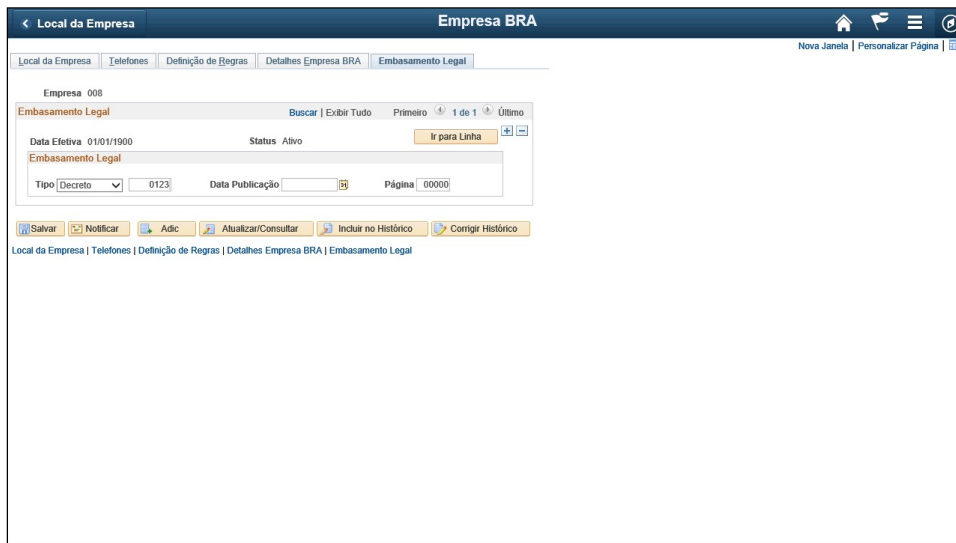 Local da Empresa
Empresa BRA
Nova Janela | Personalizar Página |
Local da Empresa Telefones Definição de Regras Detalhes Empresa BRA Embasamento Legal
Empresa 008
Embasamento Legal Buscar | Exibir Tudo Primeiro 1 de 1 Último
Data Efetiva 01/01/1900 Status Ativo Ir para Linha + -
Embasamento Legal
Tipo Decreto 0123 Data Publicação 31 Página 00000
Salvar Notificar Adic Atualizar/Consultar Incluir no Histórico Corrigir Histórico
Local da Empresa | Telefones | Definição de Regras | Detalhes Empresa BRA | Embasamento Legal